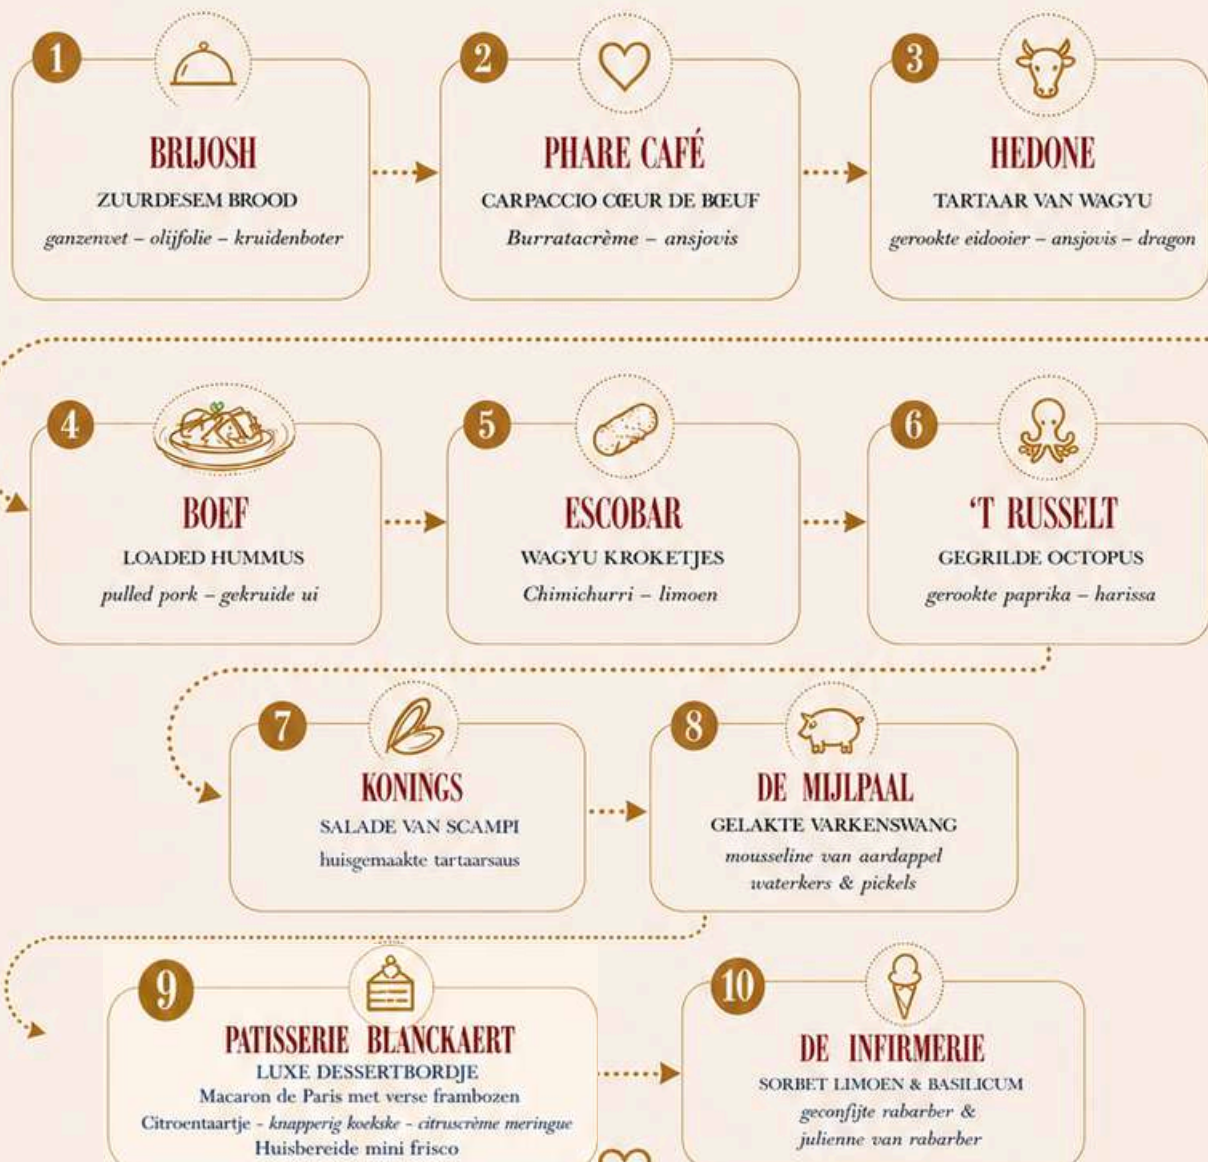 1
BRIJOSH
ZUURDESEM BROOD
ganzenvet – olijfolie – kruidenboter
2
PHARE CAFÉ
CARPACCIO CŒUR DE BŒUF
Burratacrème – ansjovis
3
HEDONE
TARTAAR VAN WAGYU
gerookte eidooier – ansjovis – dragon
4
BOEF
LOADED HUMMUS
pulled pork – gekruide ui
5
ESCOBAR
WAGYU KROKETJES
Chimichurri – limoen
6
‘T RUSSELT
GEGRILDE OCTOPUS
gerookte paprika – harissa
7
KONINGS
SALADE VAN SCAMPI
huisgemaakte tartaarsaus
8
DE MIJLPAAL
GELAKTE VARKENSWANG
mousseline van aardappel
waterkers & pickels
9
PATISSERIE BLANCKAERT
LUXE DESSERTBORDJE
Macaron de Paris met verse frambozen
Citroentaartje - knapperig koekske - citruscrème meringue
Huisbereide mini frisco
10
DE INFIRMERIE
SORBET LIMOEN & BASILICUM
geconfijte rabarber &
julienne van rabarber